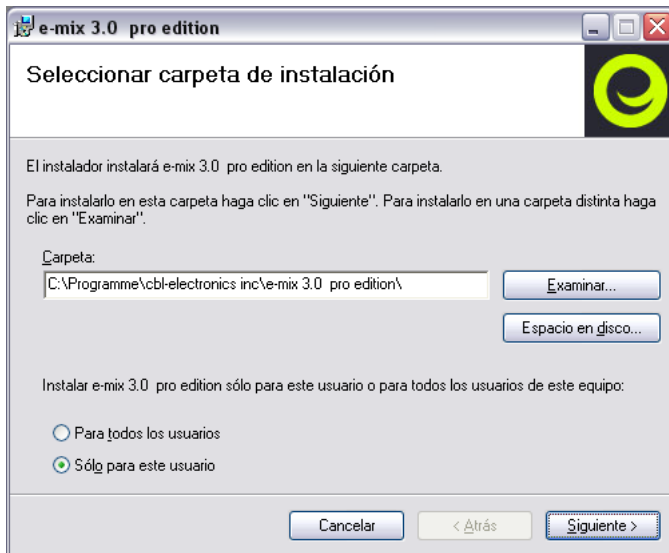 e-mix 3.0  pro edition
Seleccionar carpeta de instalación
El instalador instalará e-mix 3.0  pro edition en la siguiente carpeta.
Para instalarlo en esta carpeta haga clic en "Siguiente". Para instalarlo en una carpeta distinta haga
clic en "Examinar".
Carpeta:
C:\Programme\cbl-electronics inc\e-mix 3.0  pro edition\
Examinar...
Espacio en disco...
Instalar e-mix 3.0  pro edition sólo para este usuario o para todos los usuarios de este equipo:
Para todos los usuarios
Sólo para este usuario
Cancelar
< Atrás
Siguiente >